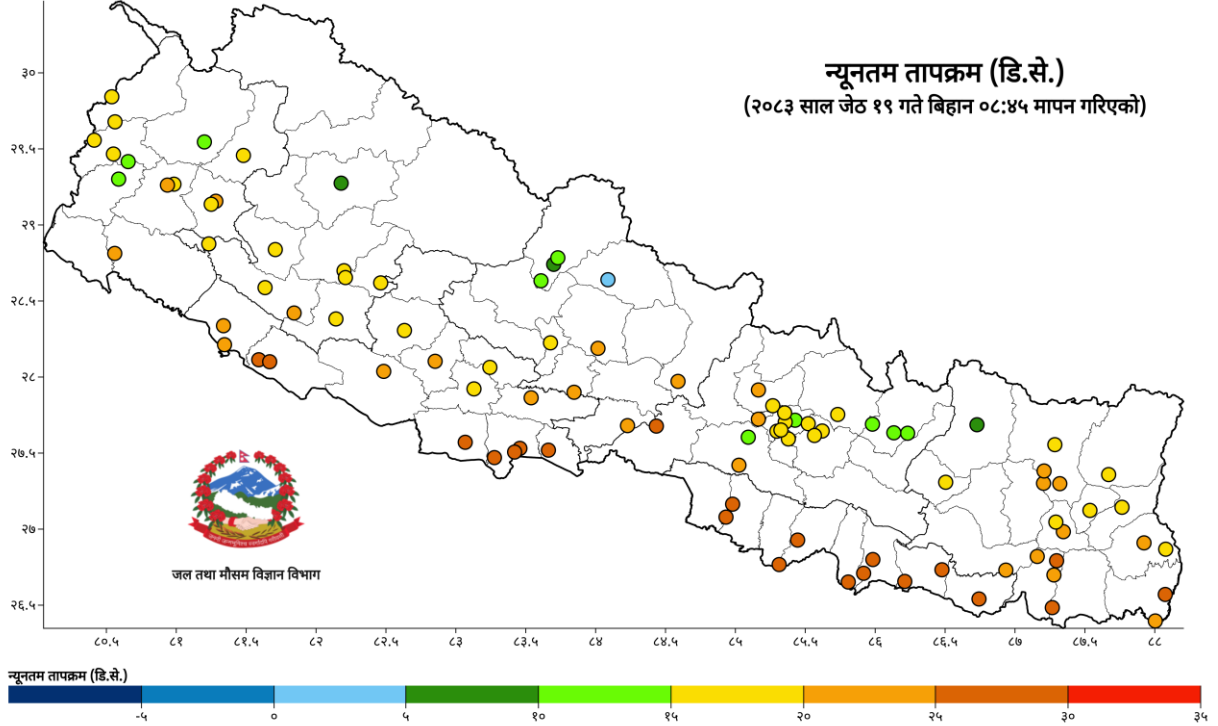 न्यूनतम तापक्रम (डि.से.)
(२०८३ साल जेठ १९ गते बिहान ०८:४५ मापन गरिएको)
३०
२९.५
२९
२८.५
२८
२७.५
२७
२६.५
जल तथा मौसम विज्ञान विभाग
८०.५ ८१ ८१.५ ८२ ८२.५ ८३ ८३.५ ८४ ८४.५ ८५ ८५.५ ८६ ८६.५ ८७ ८७.५ ८८
न्यूनतम तापक्रम (डि.से.)
-५ ० ५ १० १५ २० २५ ३० ३५